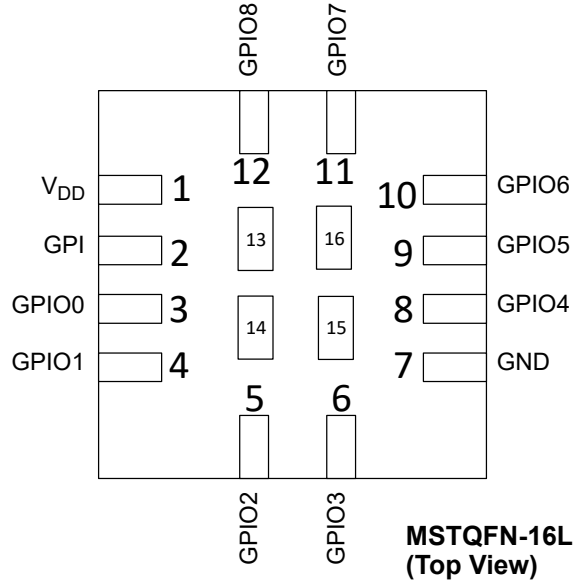 GPIO8
GPIO7
12
11
V_DD 1
10 GPIO6
13
16
GPI 2
9 GPIO5
GPIO0 3
8 GPIO4
14
15
GPIO1 4
7 GND
5
6
GPIO2
GPIO3
MSTQFN-16L
(Top View)